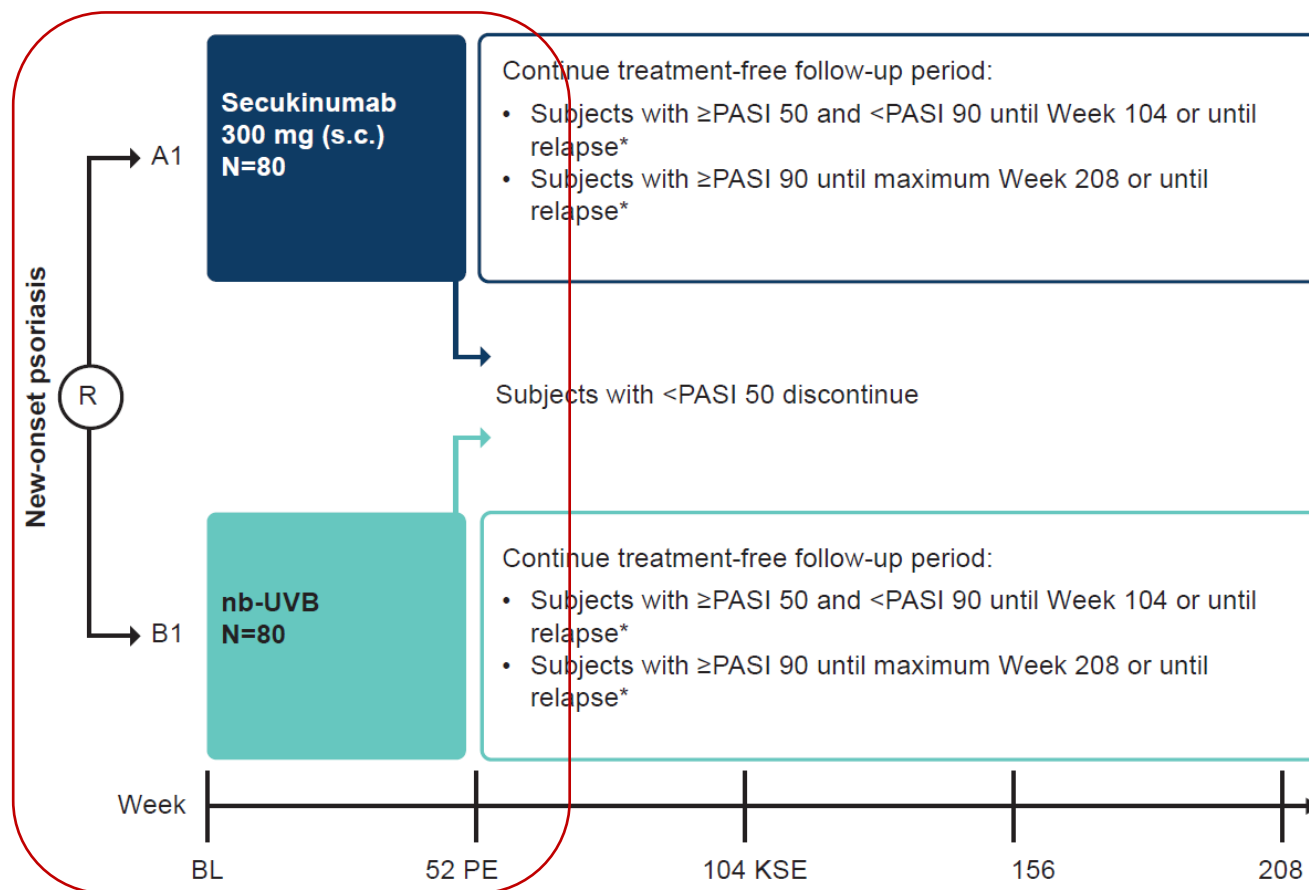 New-onset psoriasis
R
A1
Secukinumab
300 mg (s.c.)
N=80
Continue treatment-free follow-up period:
• Subjects with ≥PASI 50 and <PASI 90 until Week 104 or until
relapse*
• Subjects with ≥PASI 90 until maximum Week 208 or until
relapse*
Subjects with <PASI 50 discontinue
B1
nb-UVB
N=80
Continue treatment-free follow-up period:
• Subjects with ≥PASI 50 and <PASI 90 until Week 104 or until
relapse*
• Subjects with ≥PASI 90 until maximum Week 208 or until
relapse*
Week
BL
52 PE
104 KSE
156
208